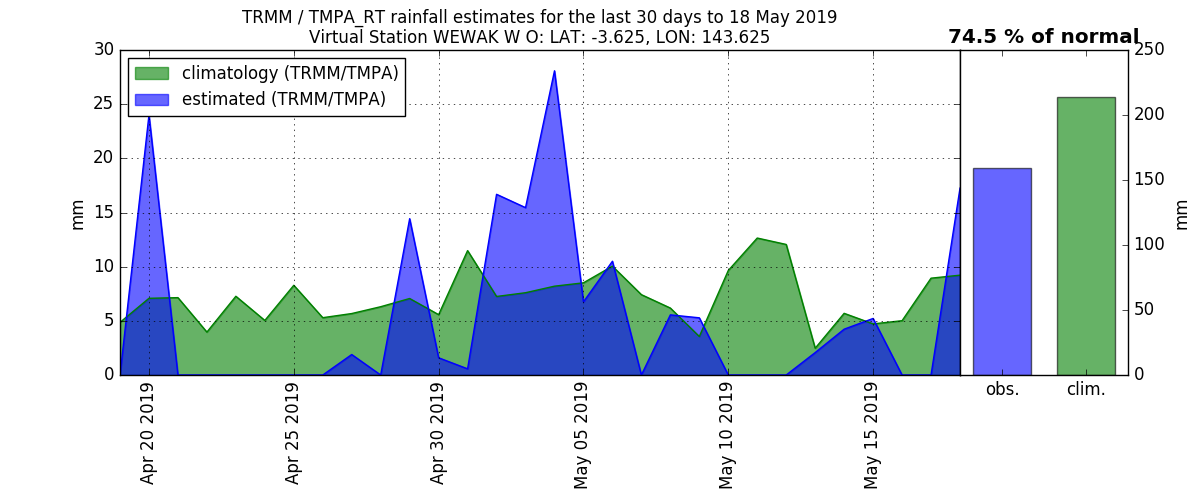 TRMM / TMPA_RT rainfall estimates for the last 30 days to 18 May 2019
Virtual Station WEWAK W O: LAT: -3.625, LON: 143.625
74.5 % of normal
climatology (TRMM/TMPA)
estimated (TRMM/TMPA)
30
25
20
15
10
5
0
mm
250
200
150
100
50
0
mm
Apr 20 2019
Apr 25 2019
Apr 30 2019
May 05 2019
May 10 2019
May 15 2019
obs.
clim.